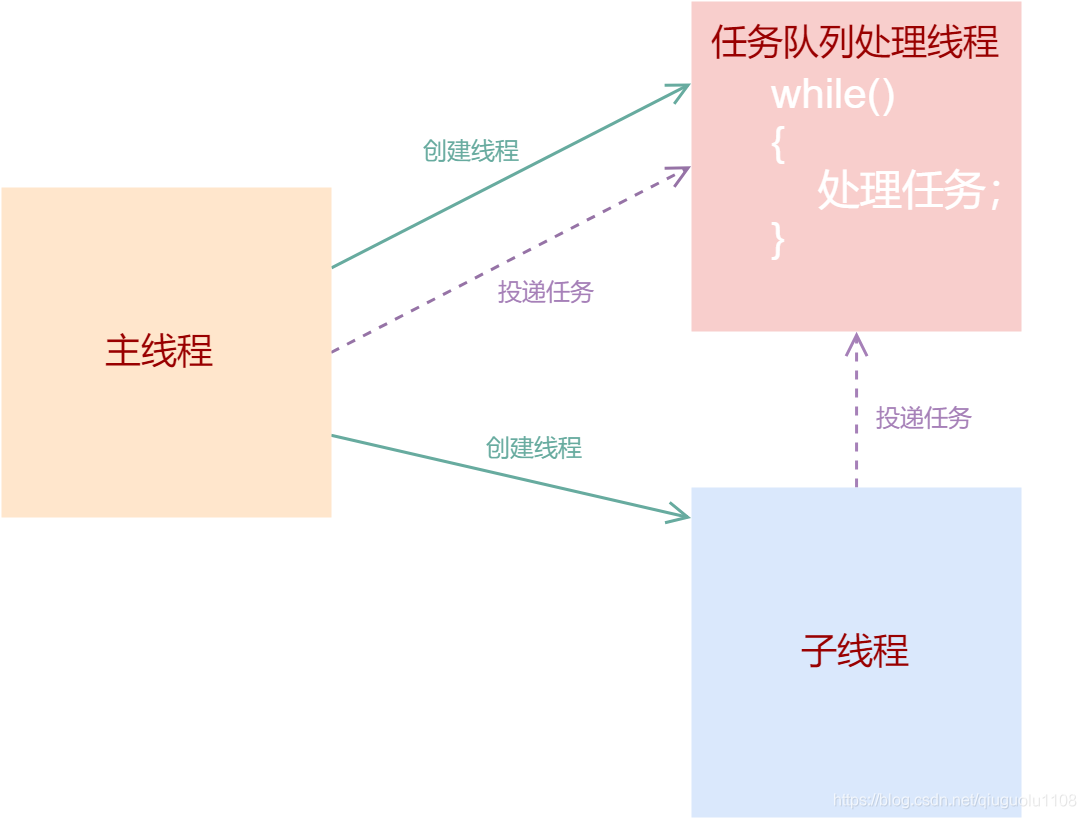 任务队列处理线程
while()
{
处理任务;
}
创建线程
投递任务
主线程
投递任务
创建线程
子线程
https://blog.csdn.net/qiuguolu1108